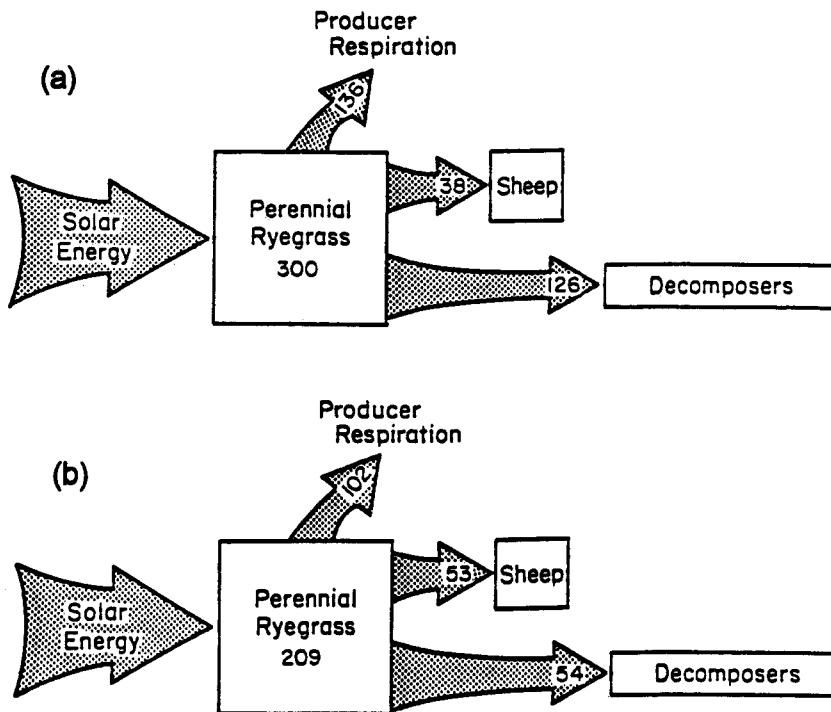 (a)
Producer
Respiration
136
Solar
Energy
Perennial
Ryegrass
300
38
Sheep
126
Decomposers
(b)
Producer
Respiration
102
Solar
Energy
Perennial
Ryegrass
209
53
Sheep
54
Decomposers